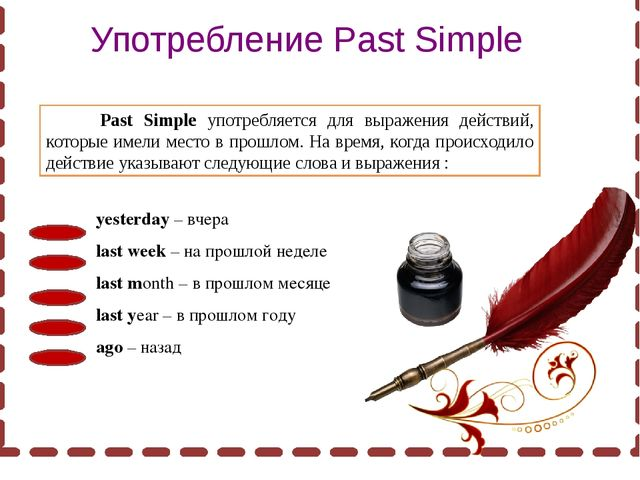 Употребление Past Simple
Past Simple употребляется для выражения действий,
которые имели место в прошлом. На время, когда происходило
действие указывают следующие слова и выражения :
yesterday – вчера
last week – на прошлой неделе
last month – в прошлом месяце
last year – в прошлом году
ago – назад